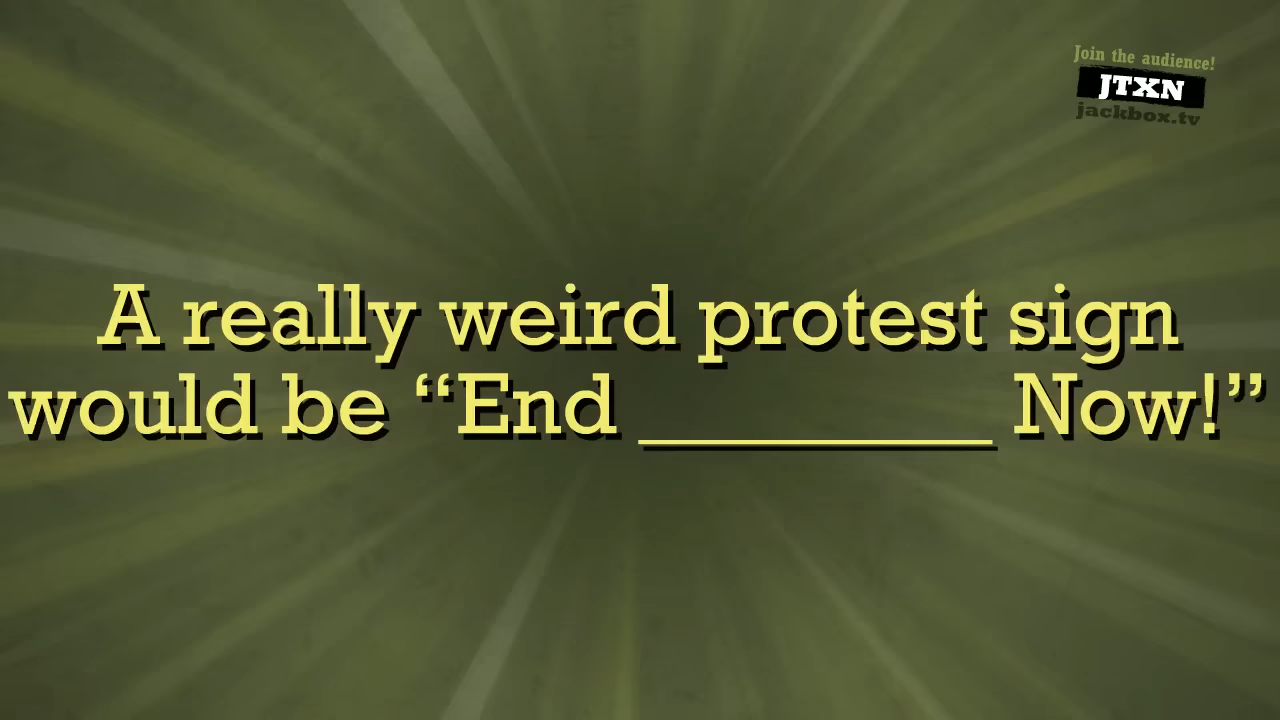 Join the audience!
JTXN
jackbox.tv
A really weird protest sign
would be “End ________ Now!”